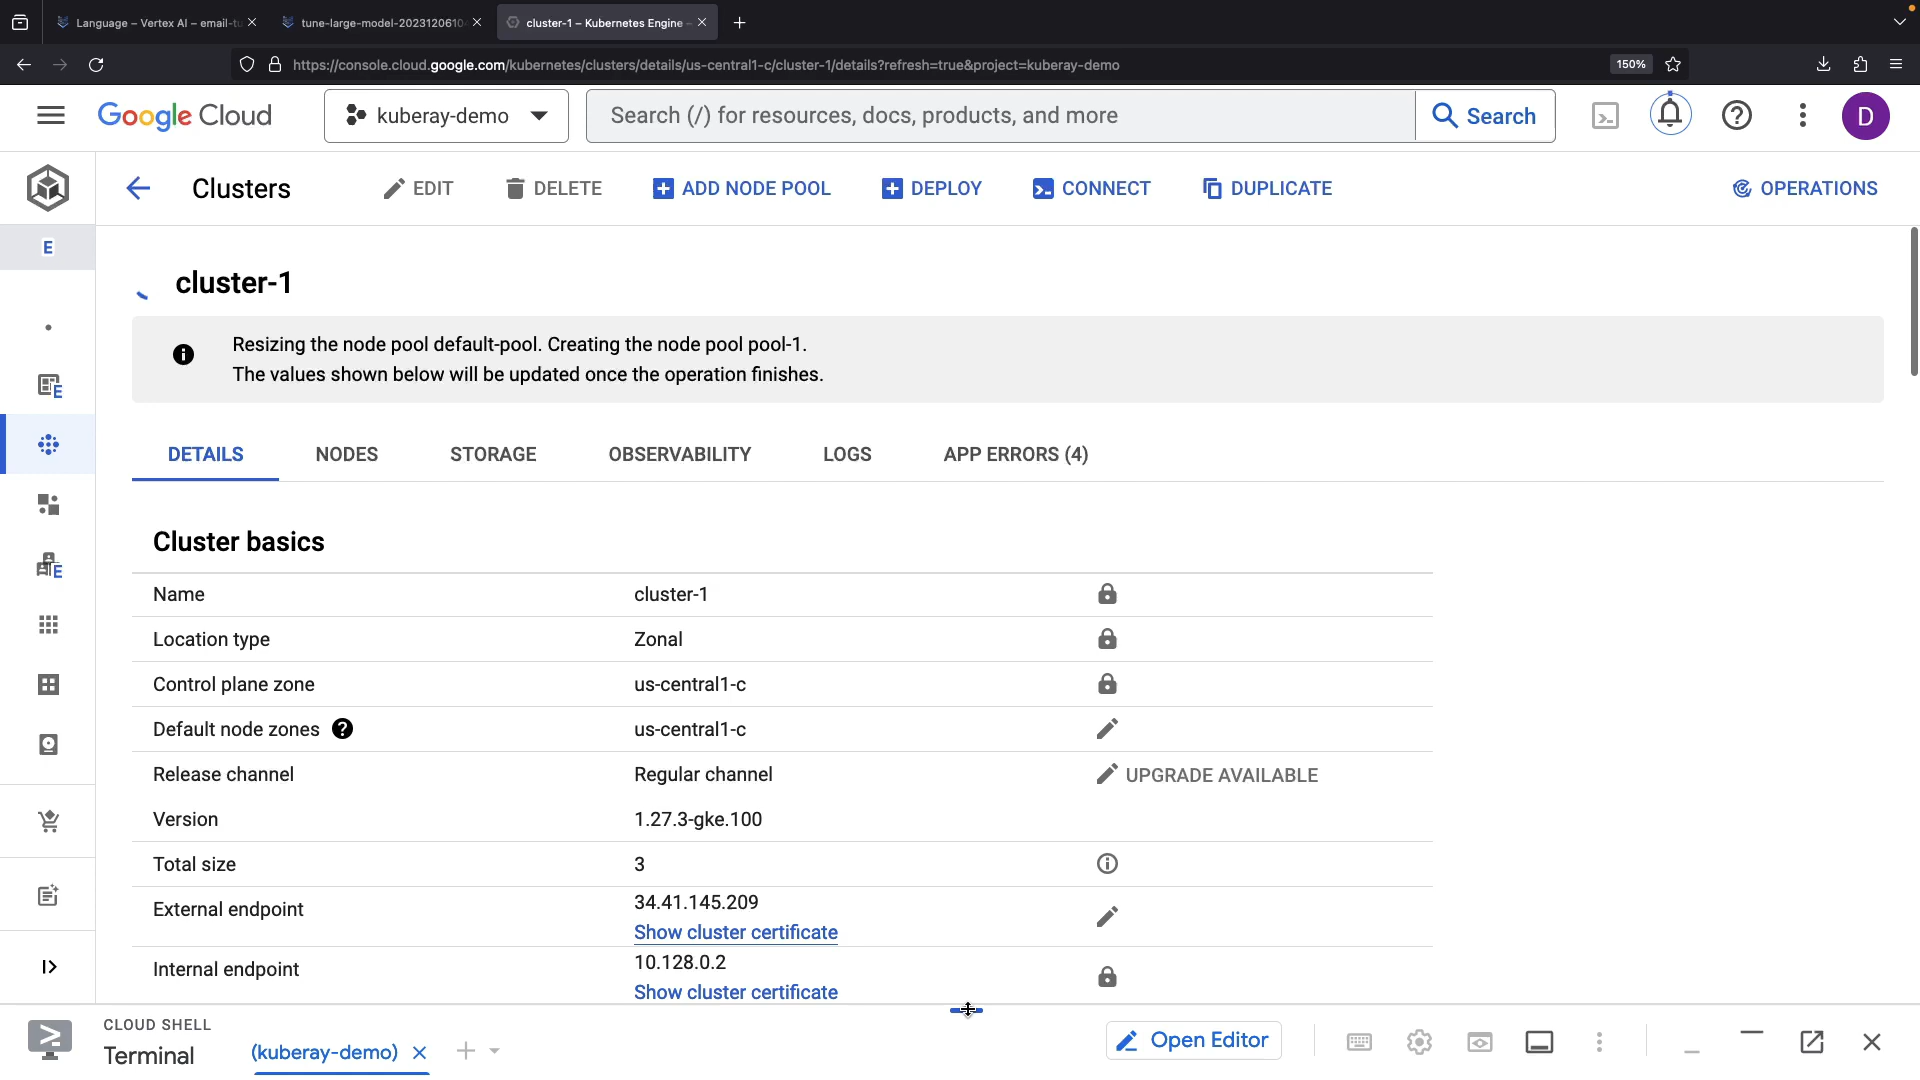 Language – Vertex AI – email-tu
tune-large-model-2023120610
cluster-1 – Kubernetes Engine –
https://console.cloud.google.com/kubernetes/clusters/details/us-central1-c/cluster-1/details?refresh=true&project=kuberay-demo
150%
Google Cloud
kuberay-demo
Search (/) for resources, docs, products, and more
Search
D
Clusters
EDIT
DELETE
ADD NODE POOL
DEPLOY
CONNECT
DUPLICATE
OPERATIONS
E
cluster-1
Resizing the node pool default-pool. Creating the node pool pool-1.
The values shown below will be updated once the operation finishes.
E
DETAILS
NODES
STORAGE
OBSERVABILITY
LOGS
APP ERRORS (4)
Cluster basics
E
Name cluster-1
Location type Zonal
Control plane zone us-central1-c
Default node zones us-central1-c
Release channel Regular channel UPGRADE AVAILABLE
Version 1.27.3-gke.100
Total size 3
External endpoint 34.41.145.209
Show cluster certificate
Internal endpoint 10.128.0.2
Show cluster certificate
CLOUD SHELL
Terminal
(kuberay-demo)
Open Editor